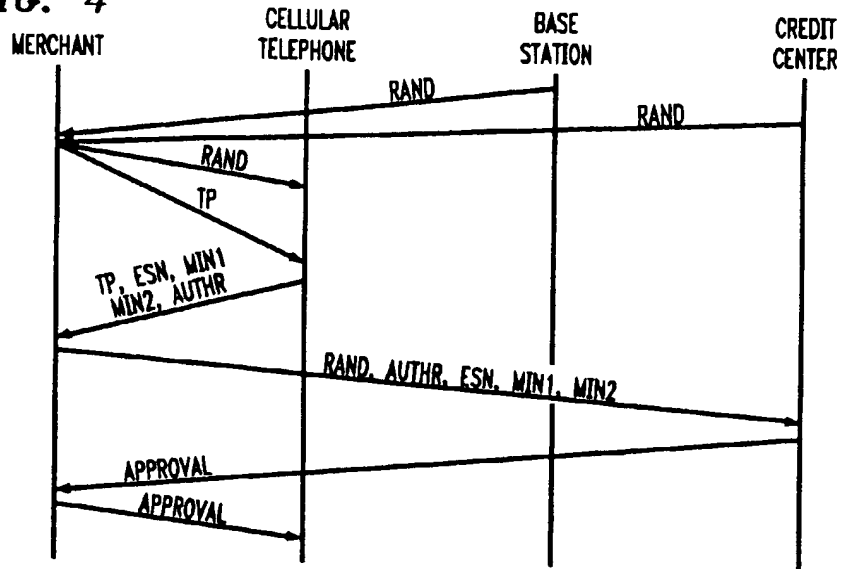 FIG. 4
MERCHANT
CELLULAR
TELEPHONE
BASE
STATION
CREDIT
CENTER
RAND
RAND
RAND
TP
TP, ESN, MIN1
MIN2, AUTHR
RAND, AUTHR, ESN, MIN1, MIN2
APPROVAL
APPROVAL